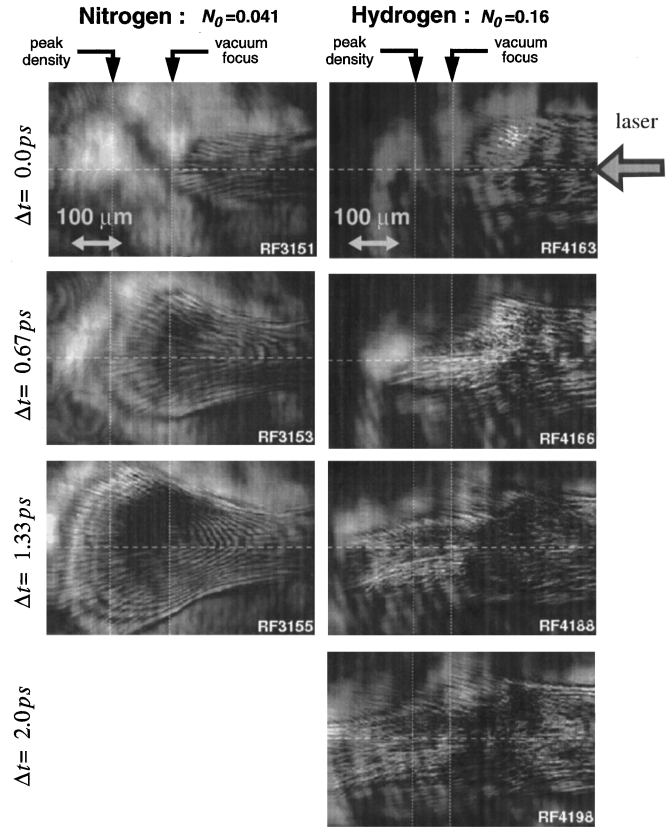 Nitrogen : N₀=0.041
Hydrogen : N₀=0.16
peak density
vacuum focus
peak density
vacuum focus
laser
Δt= 0.0ps
100 μm
RF3151
100 μm
RF4163
Δt= 0.67ps
RF3153
RF4166
Δt= 1.33ps
RF3155
RF4188
Δt= 2.0ps
RF4198